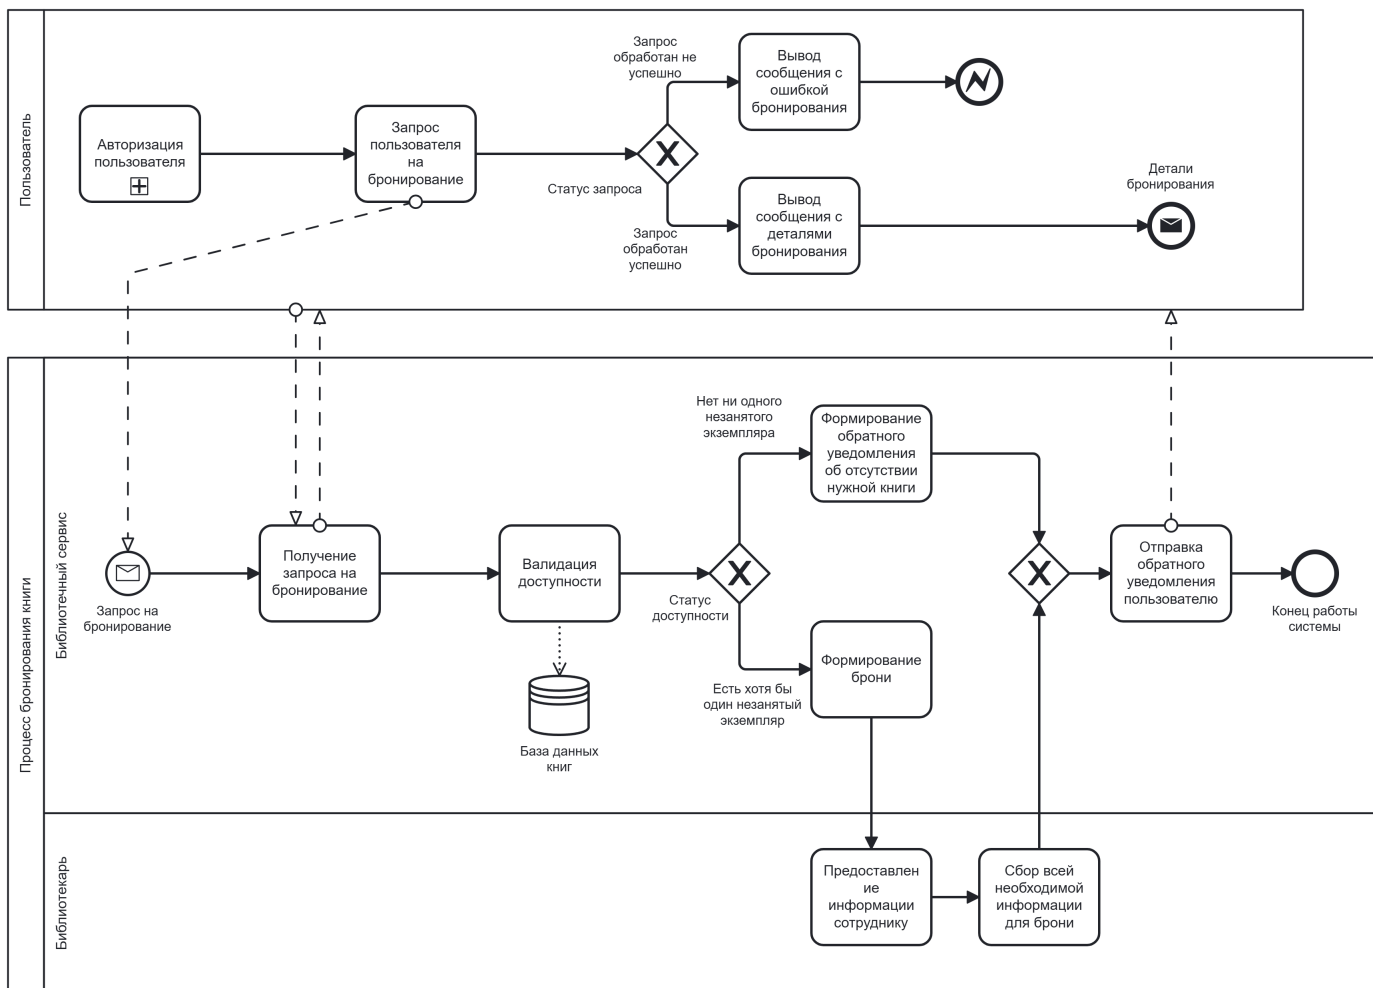 Пользователь
Авторизация
пользователя
Запрос
пользователя
на
бронирование
Статус запроса
Запрос
обработан не
успешно
Вывод
сообщения с
ошибкой
бронирования
Запрос
обработан
успешно
Вывод
сообщения с
деталями
бронирования
Детали
бронирования
Процесс бронирования книги
Библиотечный сервис
Запрос на
бронирование
Получение
запроса на
бронирование
Валидация
доступности
База данных
книг
Статус
доступности
Нет ни одного
незанятого
экземпляра
Формирование
обратного
уведомления
об отсутствии
нужной книги
Есть хотя бы
один незанятый
экземпляр
Формирование
брони
Отправка
обратного
уведомления
пользователю
Конец работы
системы
Библиотекарь
Предоставлен
ие
информации
сотруднику
Сбор всей
необходимой
информации
для брони